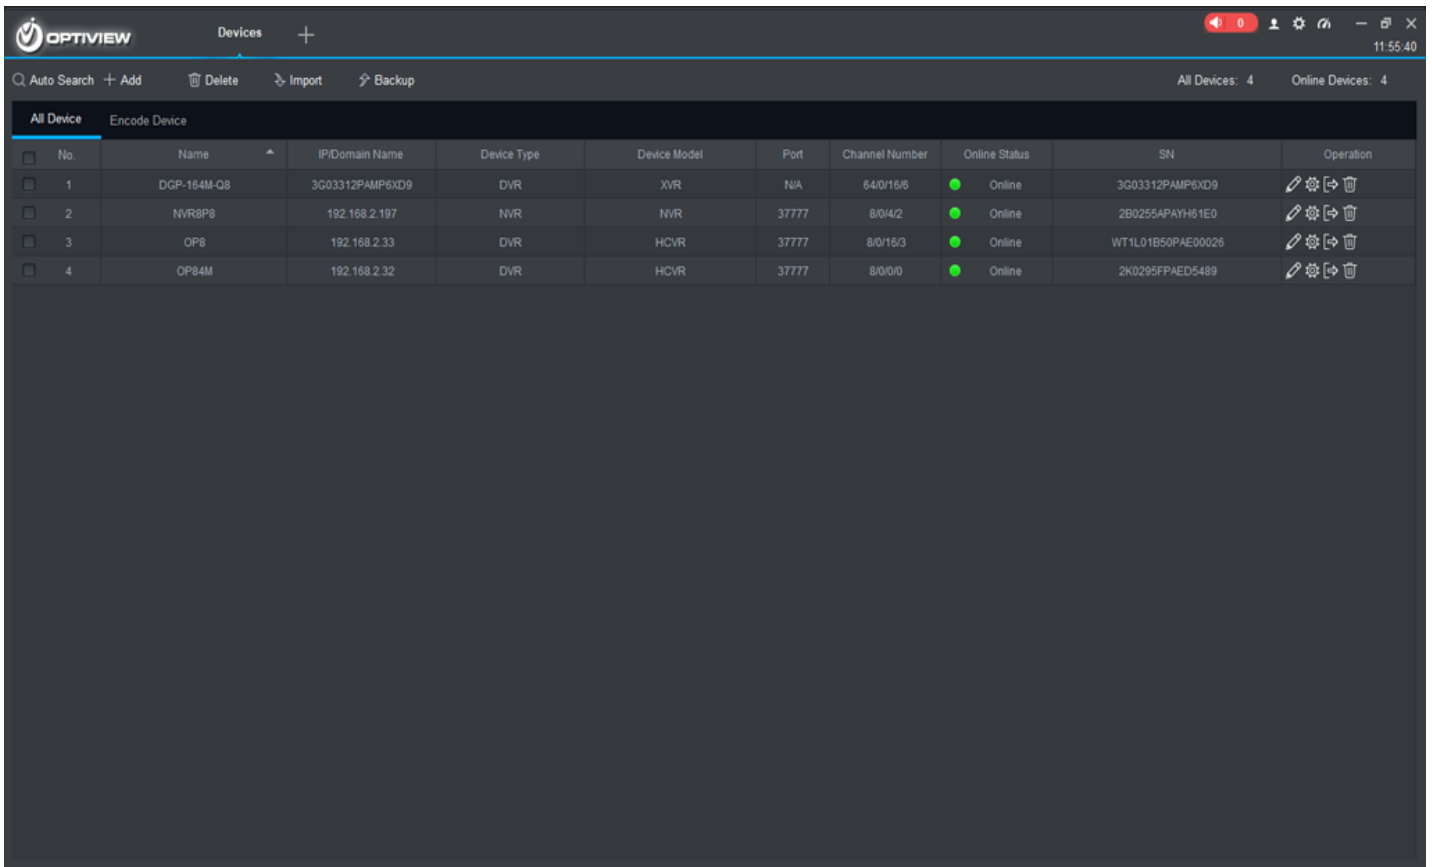 OPTIVIEW Devices 0
11:55:40
Auto Search Add Delete Import Backup All Devices: 4 Online Devices: 4
All Device Encode Device
No. Name IP/Domain Name Device Type Device Model Port Channel Number Online Status SN Operation
1 DGP-164M-Q8 3G03312PAMP6XD9 DVR XVR N/A 64/0/16/6 Online 3G03312PAMP6XD9
2 NVR8P8 192.168.2.197 NVR NVR 37777 8/0/4/2 Online 2B0255APAYH61E0
3 OP8 192.168.2.33 DVR HCVR 37777 8/0/16/3 Online WT1L01B50PAE00026
4 OP84M 192.168.2.32 DVR HCVR 37777 8/0/0/0 Online 2K0295FPAED5489